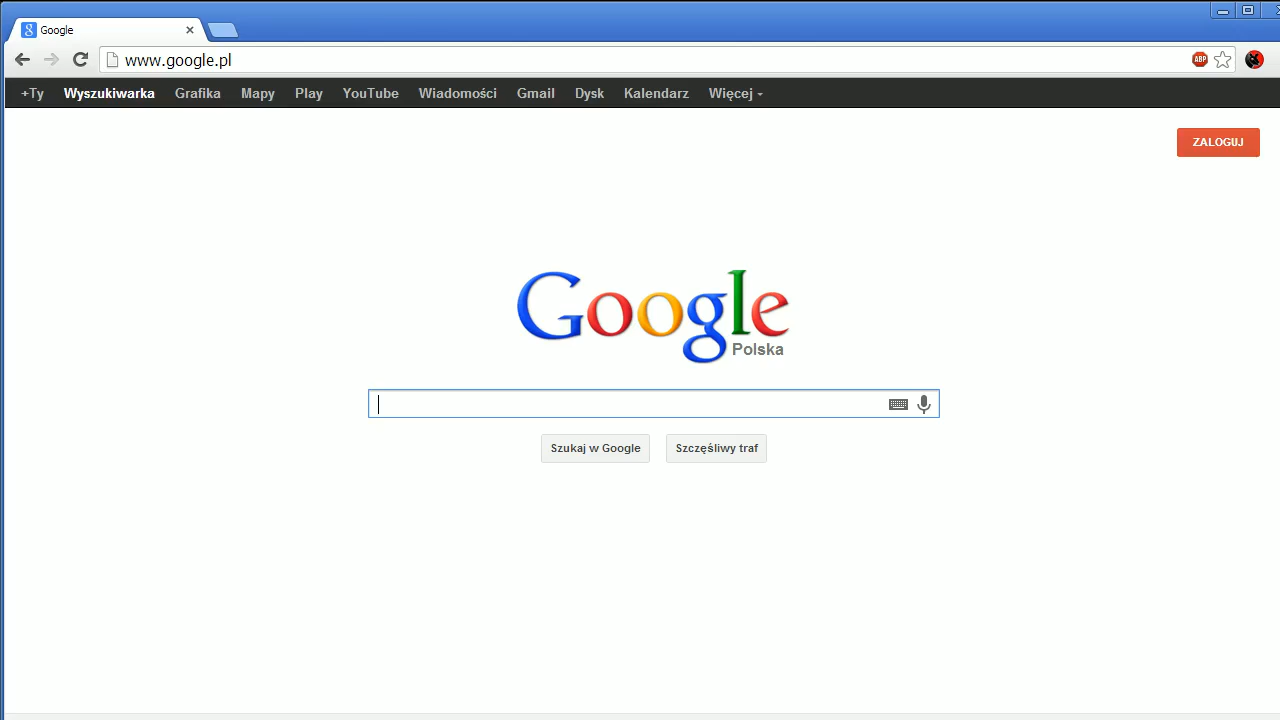 Google
www.google.pl
ABP
+Ty Wyszukiwarka Grafika Mapy Play YouTube Wiadomości Gmail Dysk Kalendarz Więcej
ZALOGUJ
Google
Polska
Szukaj w Google Szczęśliwy traf